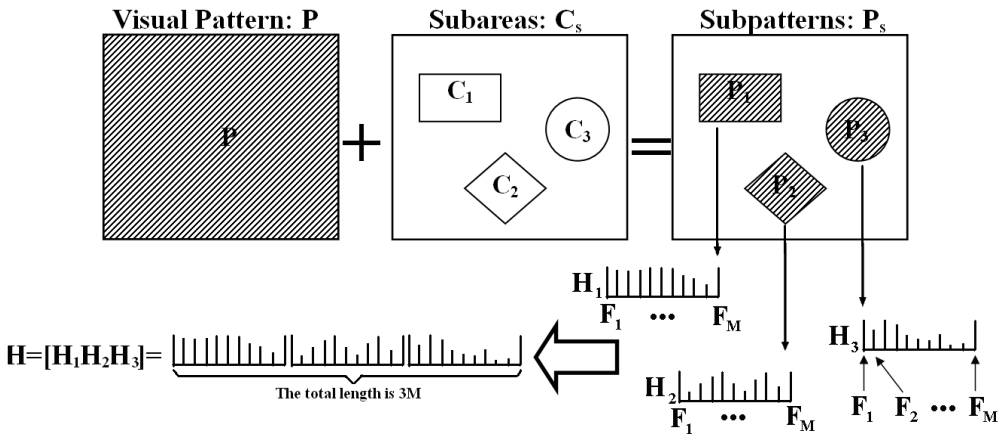 Visual Pattern: P
Subareas: Cs
Subpatterns: Ps
P
+
C1
C3
C2
=
P1
P3
P2
H1
F1 ••• FM
H2
F1 ••• FM
H3
F1 F2 ••• FM
H=[H1H2H3]=
The total length is 3M